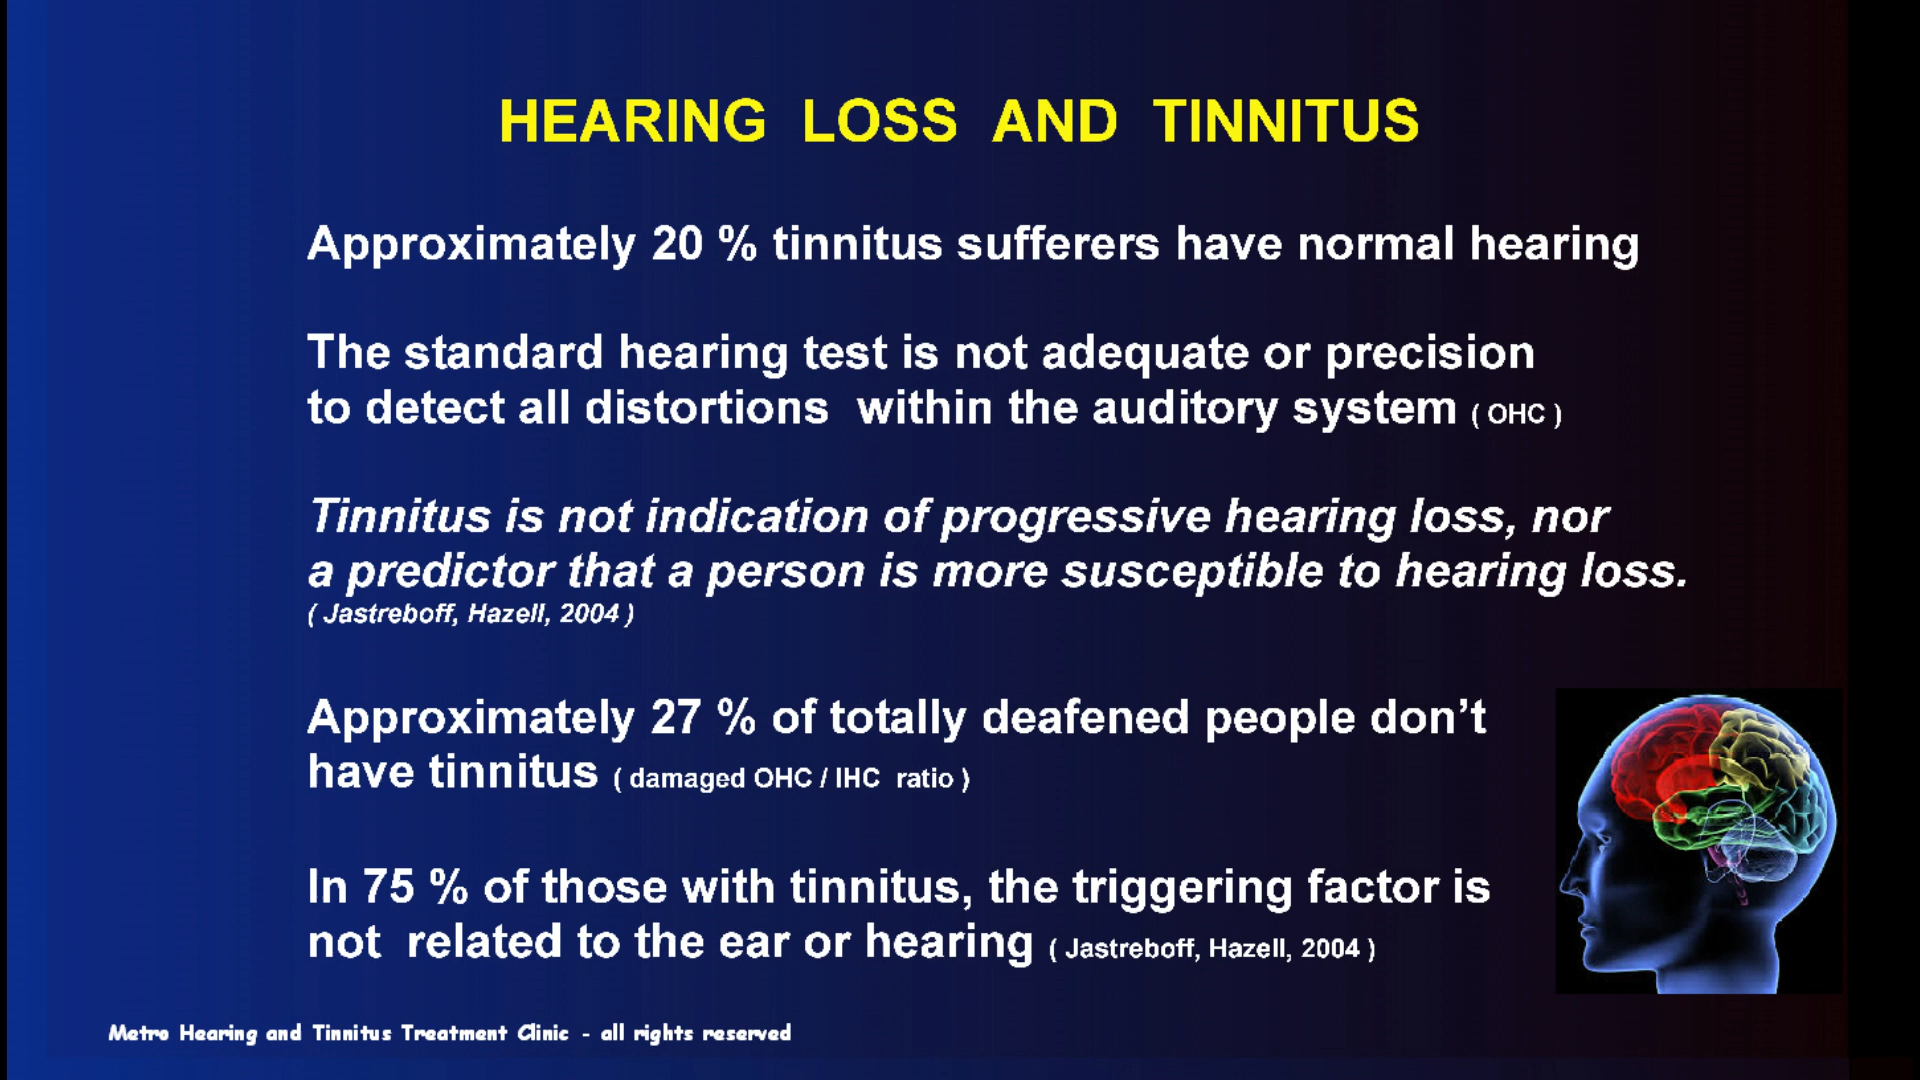 HEARING LOSS AND TINNITUS
Approximately 20 % tinnitus sufferers have normal hearing
The standard hearing test is not adequate or precision
to detect all distortions within the auditory system ( OHC )
Tinnitus is not indication of progressive hearing loss, nor
a predictor that a person is more susceptible to hearing loss.
( Jastreboff, Hazell, 2004 )
Approximately 27 % of totally deafened people don’t
have tinnitus ( damaged OHC / IHC ratio )
In 75 % of those with tinnitus, the triggering factor is
not related to the ear or hearing ( Jastreboff, Hazell, 2004 )
Metro Hearing and Tinnitus Treatment Clinic - all rights reserved